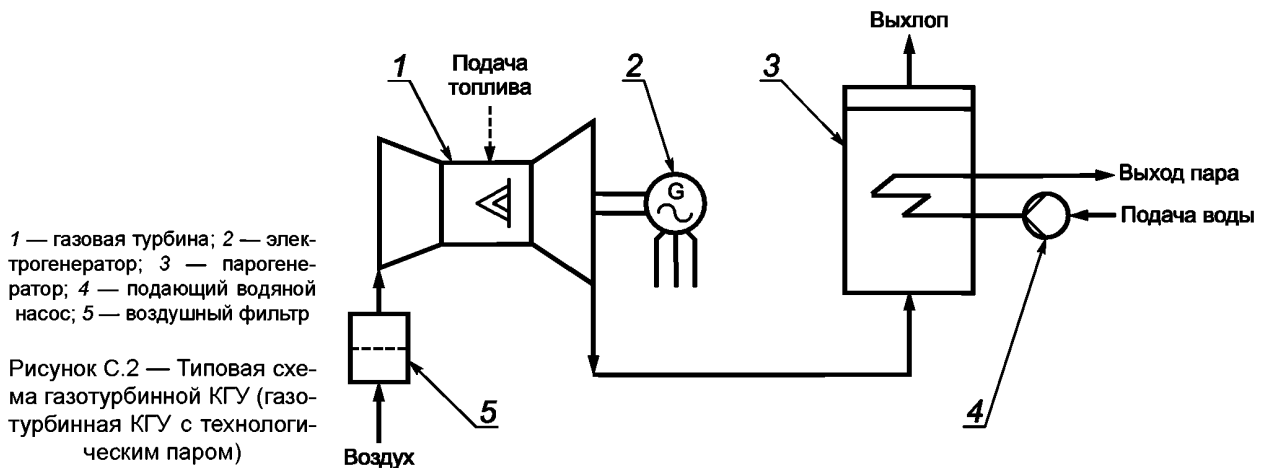 Выхлоп
1
Подача
топлива
2
3
G
Выход пара
Подача воды
1 — газовая турбина; 2 — элек-
трогенератор; 3 — парогене-
ратор; 4 — подающий водяной
насос; 5 — воздушный фильтр
Рисунок С.2 — Типовая схе-
ма газотурбинной КГУ (газо-
турбинная КГУ с технологи-
ческим паром)
5
4
Воздух